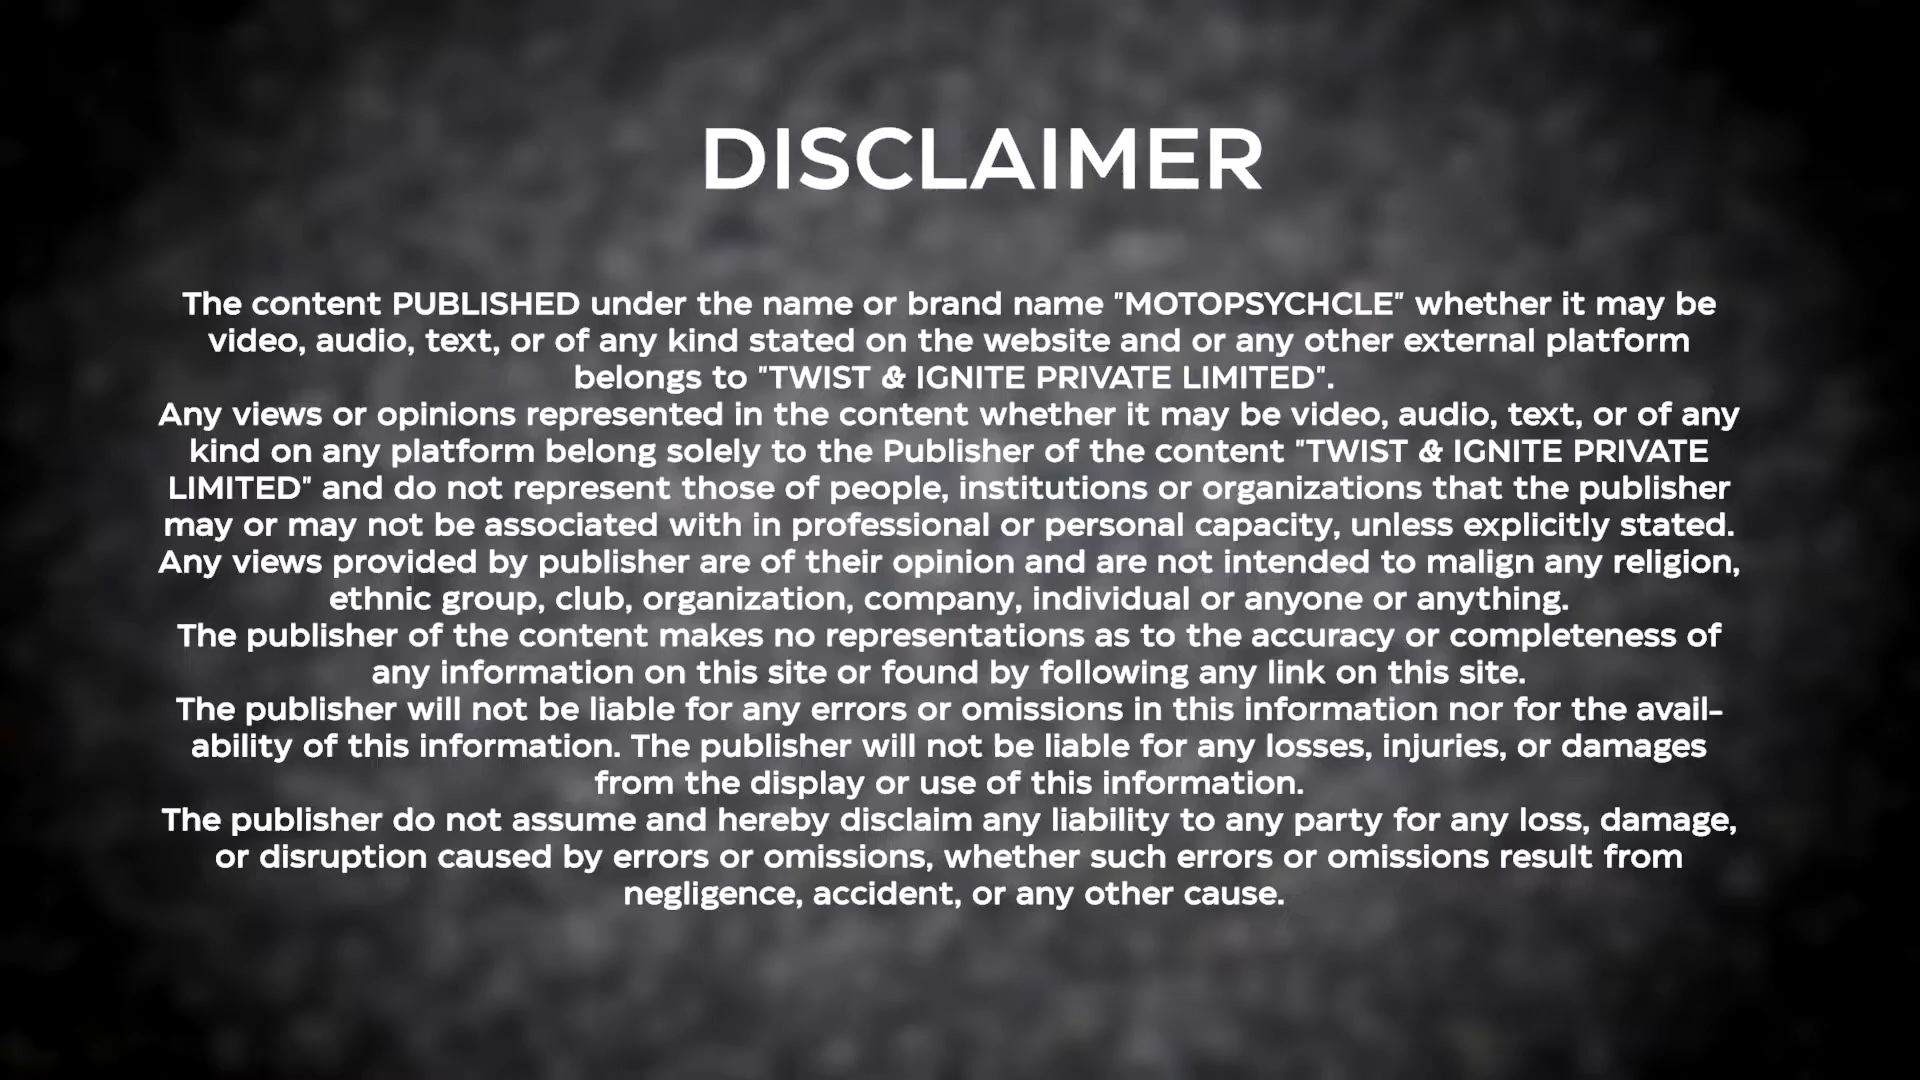 DISCLAIMER
The content PUBLISHED under the name or brand name "MOTOPSYCHCLE" whether it may be
video, audio, text, or of any kind stated on the website and or any other external platform
belongs to "TWIST & IGNITE PRIVATE LIMITED".
Any views or opinions represented in the content whether it may be video, audio, text, or of any
kind on any platform belong solely to the Publisher of the content "TWIST & IGNITE PRIVATE
LIMITED" and do not represent those of people, institutions or organizations that the publisher
may or may not be associated with in professional or personal capacity, unless explicitly stated.
Any views provided by publisher are of their opinion and are not intended to malign any religion,
ethnic group, club, organization, company, individual or anyone or anything.
The publisher of the content makes no representations as to the accuracy or completeness of
any information on this site or found by following any link on this site.
The publisher will not be liable for any errors or omissions in this information nor for the avail-
ability of this information. The publisher will not be liable for any losses, injuries, or damages
from the display or use of this information.
The publisher do not assume and hereby disclaim any liability to any party for any loss, damage,
or disruption caused by errors or omissions, whether such errors or omissions result from
negligence, accident, or any other cause.